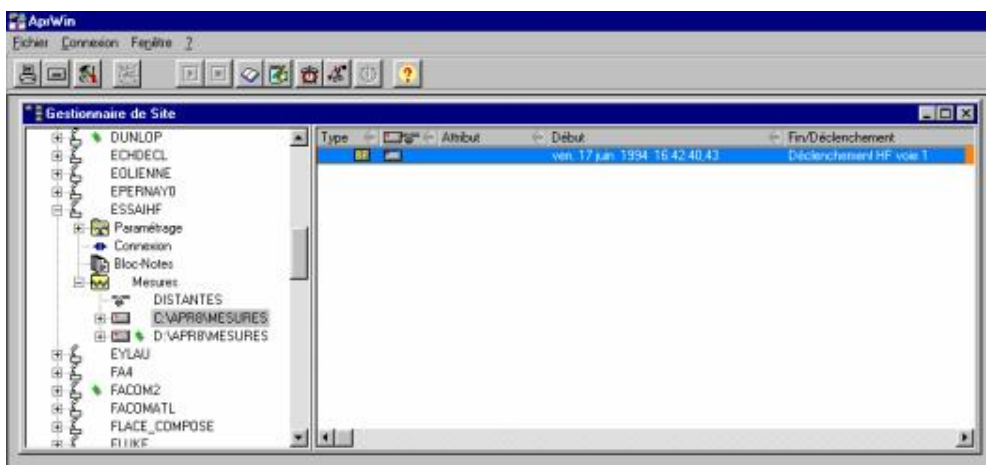 AprWin
Fichier Connexion Fenêtre ?
Gestionnaire de Site
DUNLOP
ECHDECL
EOLIENNE
EPERNAY0
ESSAIHF
Paramétrage
Connexion
Bloc-Notes
Mesures
DISTANTES
C:\APR8\MESURES
D:\APR8\MESURES
EYLAU
FA4
FACOM2
FACOMATL
FLACE_COMPOSE
FLUKE
Type Attribut Début Fin/Déclenchement
ven. 17 juin 1994 16:42:40,43 Déclenchement HF voie 1